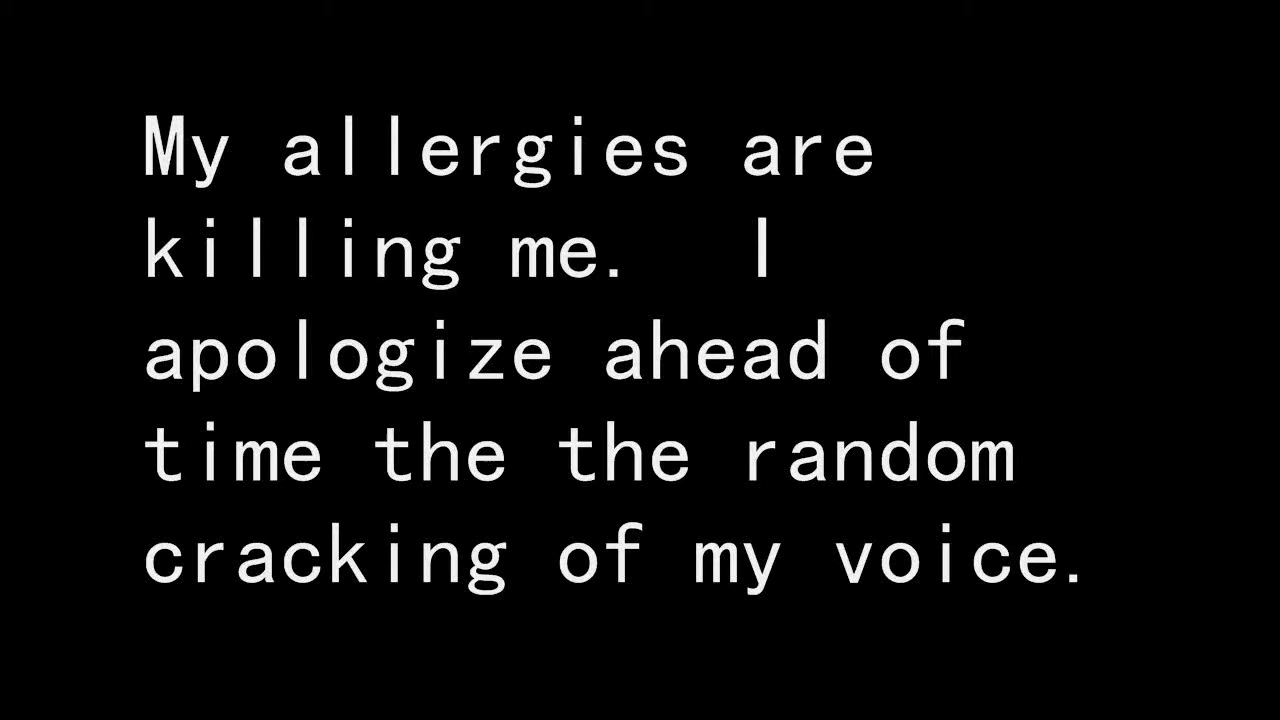 My allergies are
killing me.  I
apologize ahead of
time the the random
cracking of my voice.